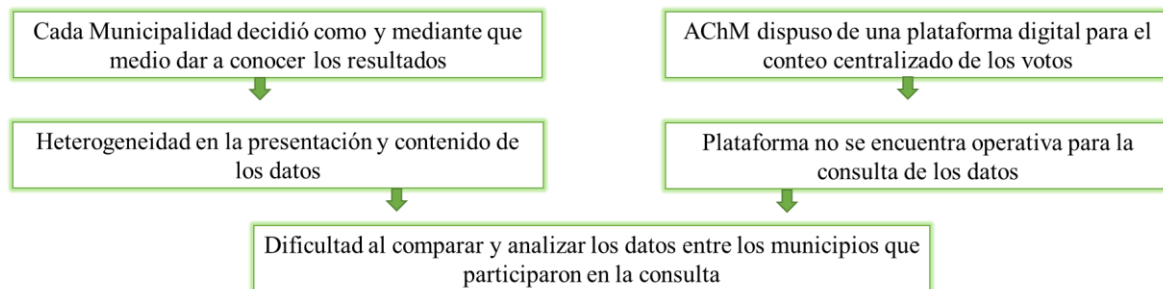 Cada Municipalidad decidió como y mediante que
medio dar a conocer los resultados
AChM dispuso de una plataforma digital para el
conteo centralizado de los votos
Heterogeneidad en la presentación y contenido de
los datos
Plataforma no se encuentra operativa para la
consulta de los datos
Dificultad al comparar y analizar los datos entre los municipios que
participaron en la consulta